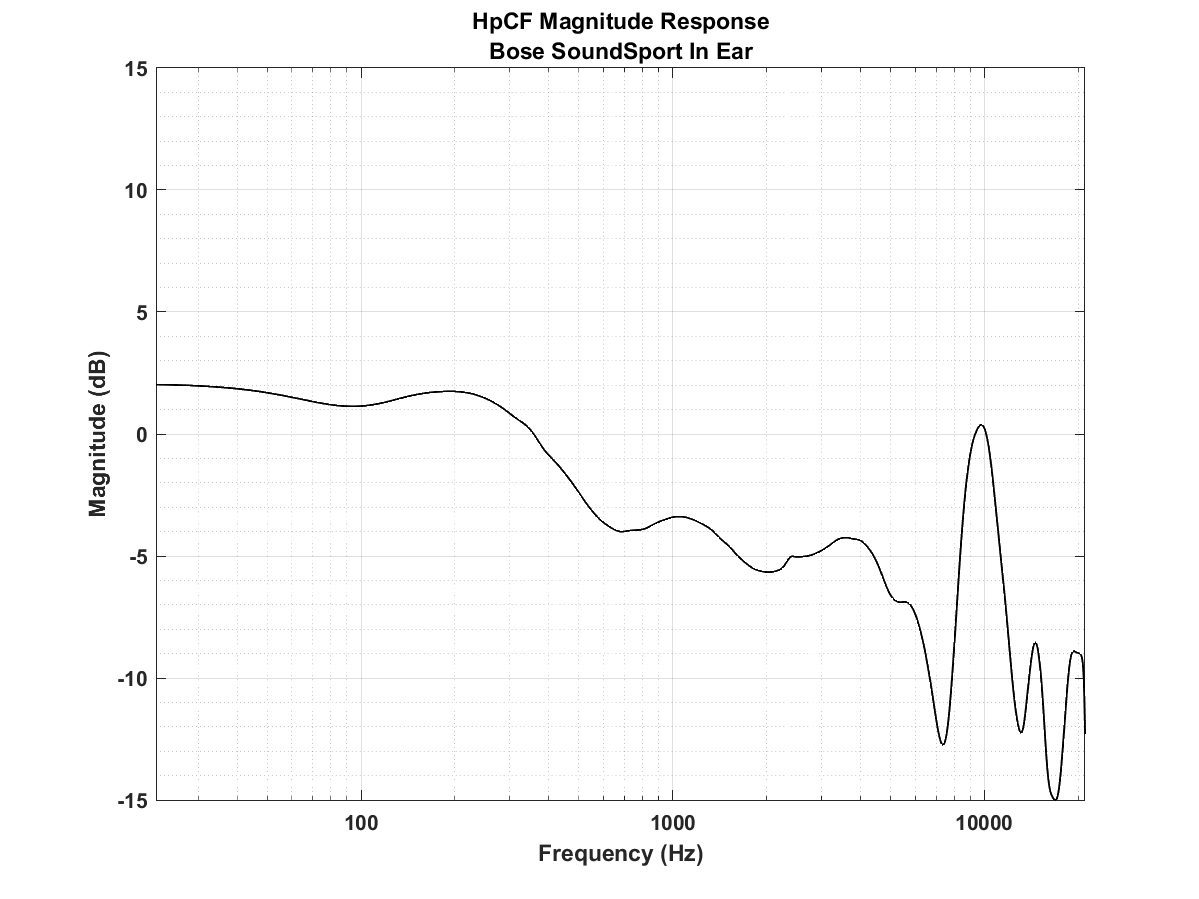 HpCF Magnitude Response
Bose SoundSport In Ear
15
10
5
0
-5
-10
-15
Magnitude (dB)
100
1000
10000
Frequency (Hz)